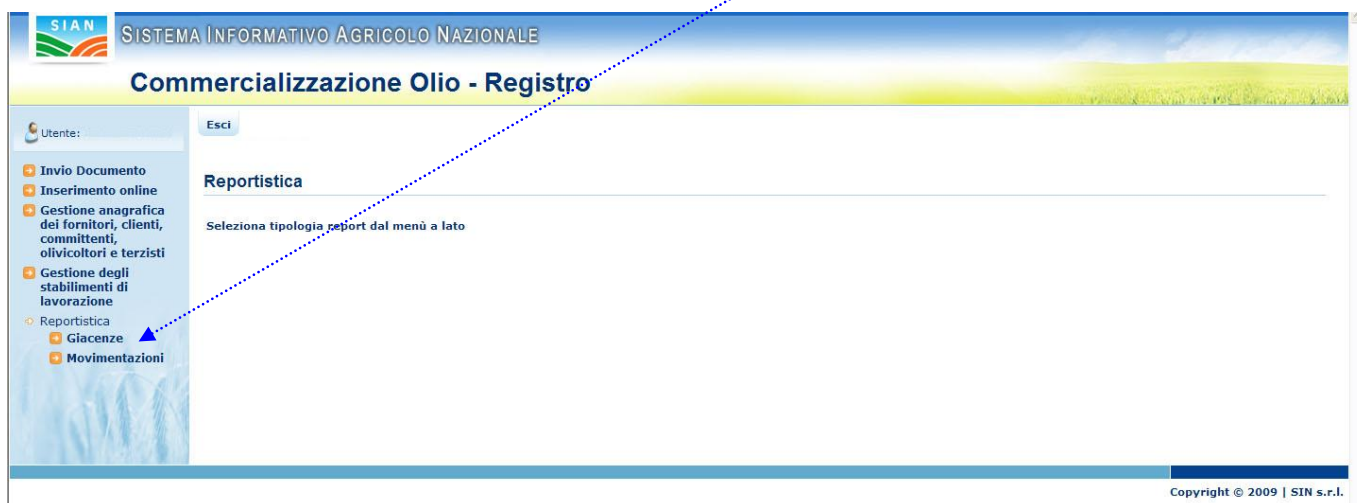 SIAN
SISTEMA INFORMATIVO AGRICOLO NAZIONALE
Commercializzazione Olio - Registro
Utente:
Esci
Invio Documento
Inserimento online
Gestione anagrafica
dei fornitori, clienti,
committenti,
olivicoltori e terzisti
Gestione degli
stabilimenti di
lavorazione
Reportistica
Giacenze
Movimentazioni
Reportistica
Seleziona tipologia report dal menù a lato
Copyright © 2009 | SIN s.r.l.